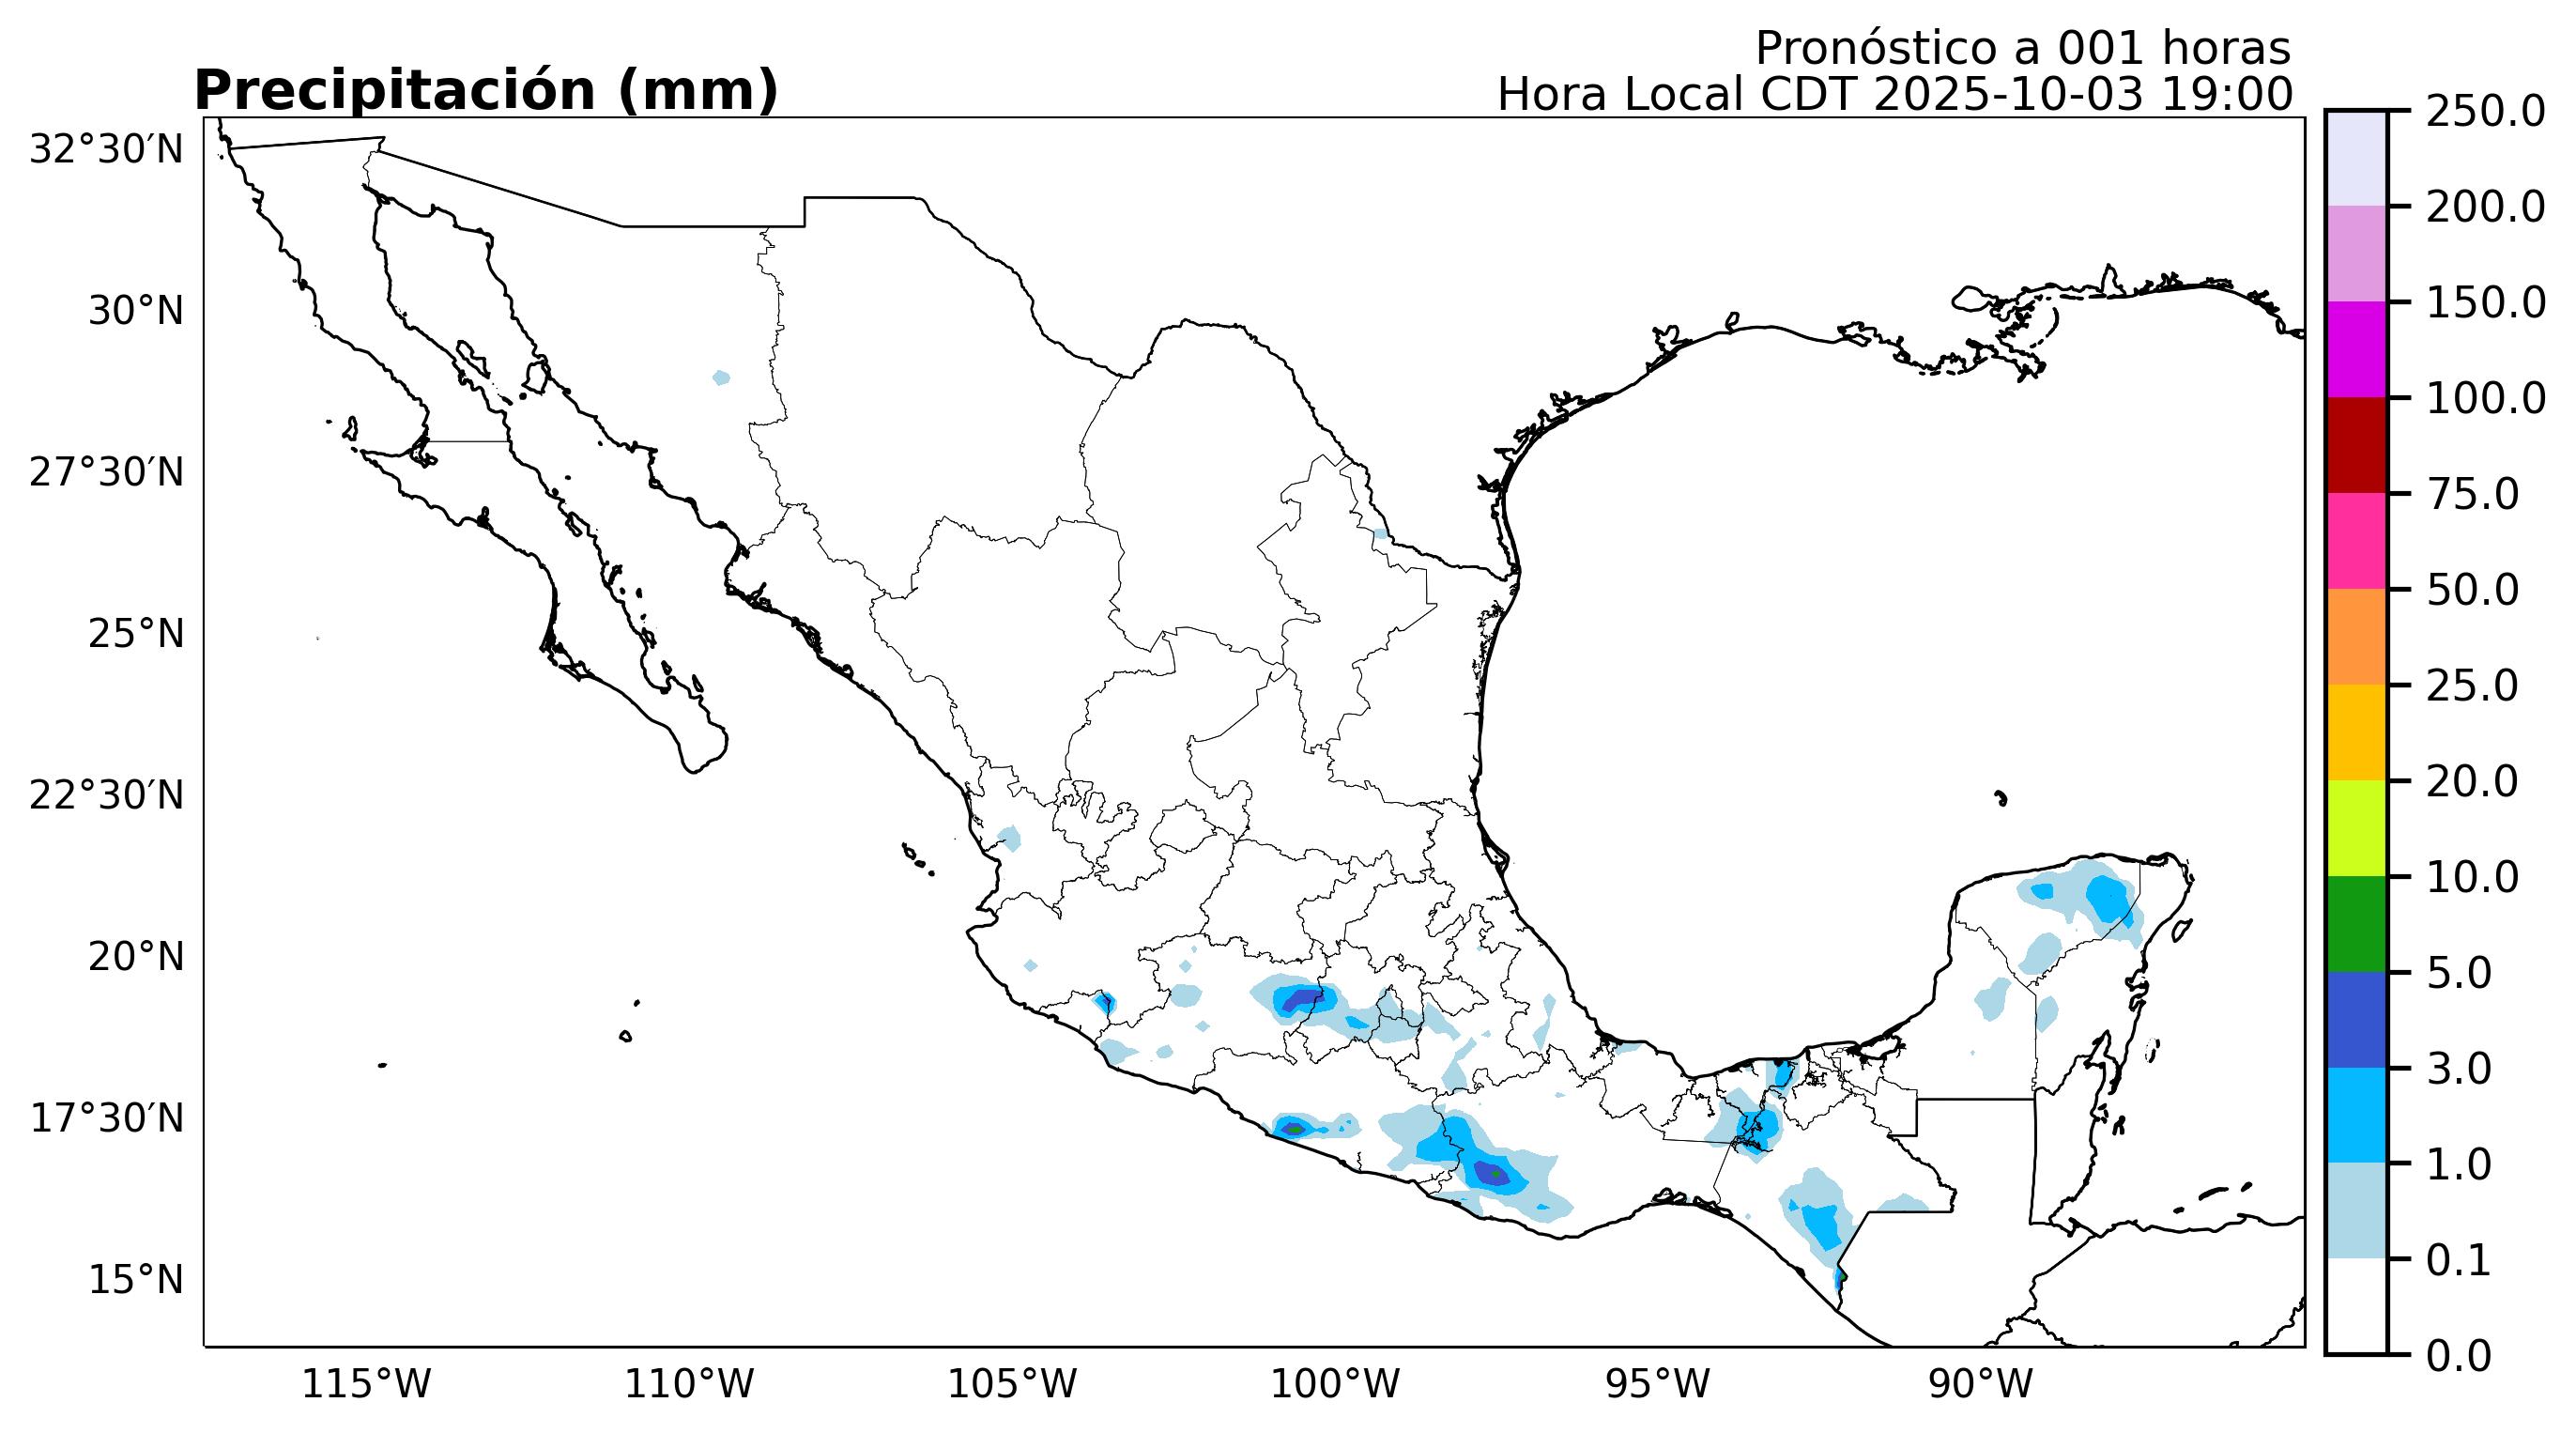 Pronóstico a 001 horas
Precipitación (mm)
Hora Local CDT 2025-10-03 19:00
32°30′N
30°N
27°30′N
25°N
22°30′N
20°N
17°30′N
15°N
115°W
110°W
105°W
100°W
95°W
90°W
250.0
200.0
150.0
100.0
75.0
50.0
25.0
20.0
10.0
5.0
3.0
1.0
0.1
0.0